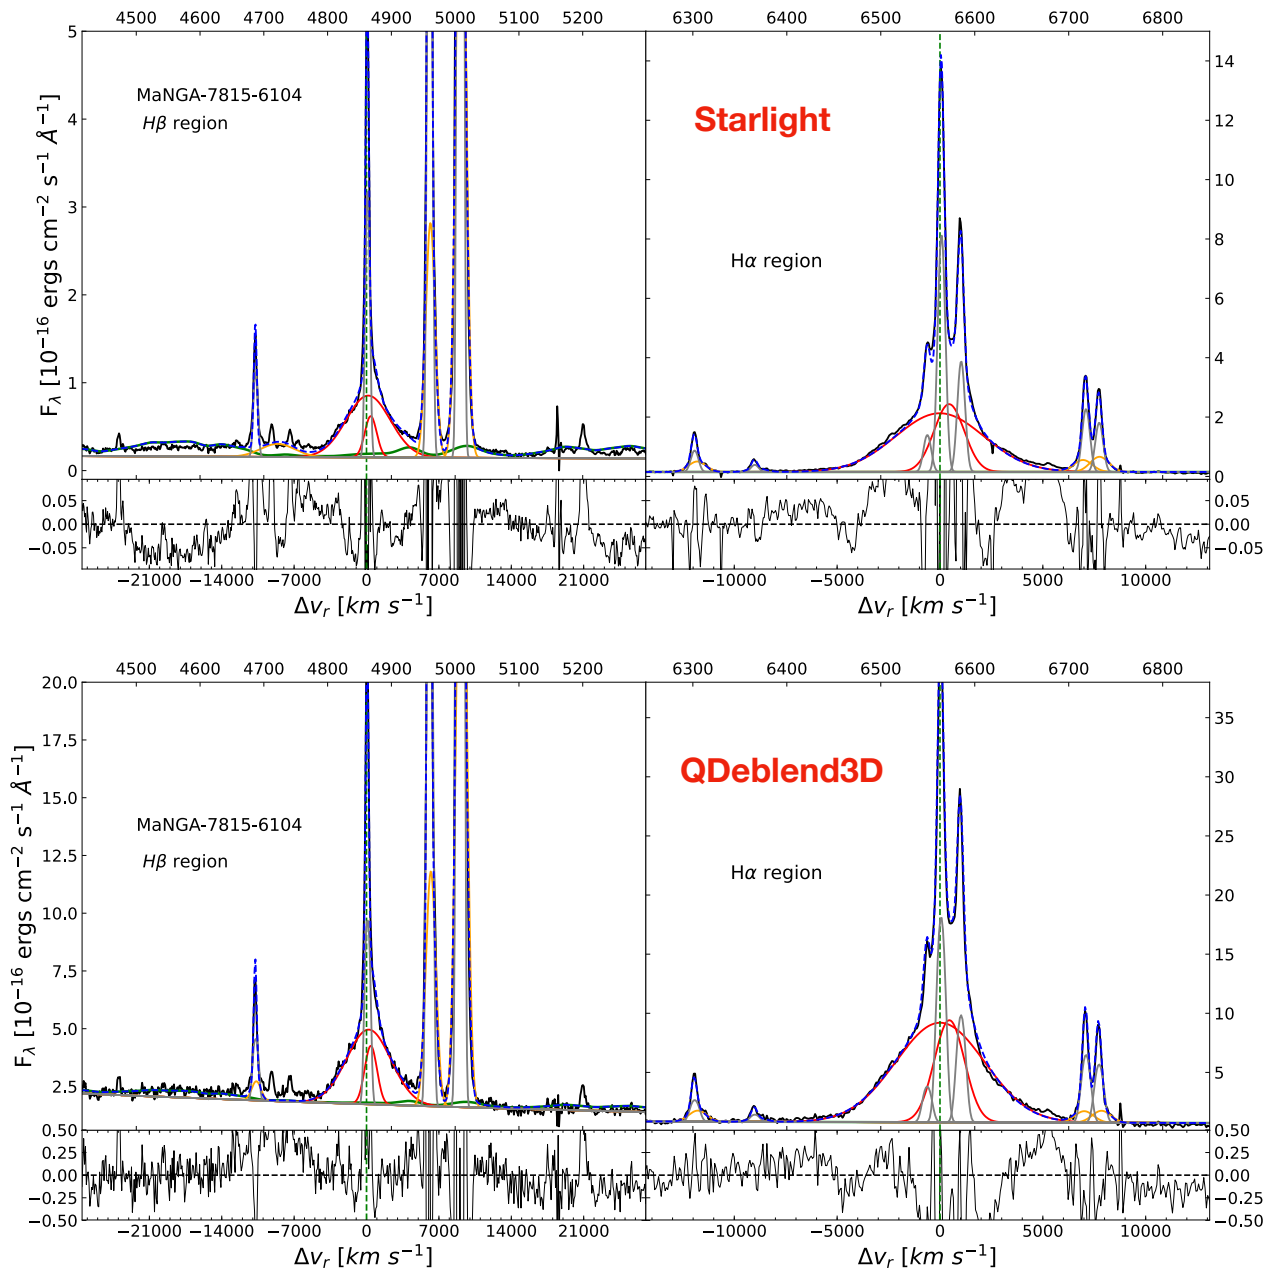 4500 4600 4700 4800 4900 5000 5100 5200
6300 6400 6500 6600 6700 6800
5
4
3
2
1
0
F_λ [10⁻¹⁶ ergs cm⁻² s⁻¹ Å⁻¹]
MaNGA-7815-6104
Hβ region
Starlight
Hα region
14
12
10
8
6
4
2
0
0.05
0.00
−0.05
0.05
0.00
−0.05
−21000 −14000 −7000 0 7000 14000 21000
−10000 −5000 0 5000 10000
Δv_r [km s⁻¹]
Δv_r [km s⁻¹]
4500 4600 4700 4800 4900 5000 5100 5200
6300 6400 6500 6600 6700 6800
20.0
17.5
15.0
12.5
10.0
7.5
5.0
2.5
F_λ [10⁻¹⁶ ergs cm⁻² s⁻¹ Å⁻¹]
MaNGA-7815-6104
Hβ region
QDeblend3D
Hα region
35
30
25
20
15
10
5
0.50
0.25
0.00
−0.25
−0.50
0.50
0.25
0.00
−0.25
−0.50
−21000 −14000 −7000 0 7000 14000 21000
−10000 −5000 0 5000 10000
Δv_r [km s⁻¹]
Δv_r [km s⁻¹]